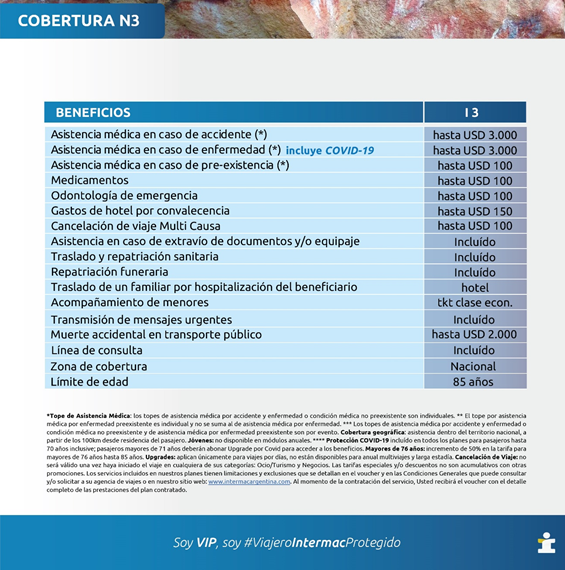 COBERTURA N3
BENEFICIOS I 3
Asistencia médica en caso de accidente (*) hasta USD 3.000
Asistencia médica en caso de enfermedad (*) incluye COVID-19 hasta USD 3.000
Asistencia médica en caso de pre-existencia (*) hasta USD 100
Medicamentos hasta USD 100
Odontología de emergencia hasta USD 100
Gastos de hotel por convalecencia hasta USD 150
Cancelación de viaje Multi Causa hasta USD 100
Asistencia en caso de extravío de documentos y/o equipaje Incluído
Traslado y repatriación sanitaria Incluído
Repatriación funeraria Incluído
Traslado de un familiar por hospitalización del beneficiario hotel
Acompañamiento de menores tkt clase econ.
Transmisión de mensajes urgentes Incluído
Muerte accidental en transporte público hasta USD 2.000
Línea de consulta Incluído
Zona de cobertura Nacional
Límite de edad 85 años
*Tope de Asistencia Médica: los topes de asistencia médica por accidente y enfermedad o condición médica no preexistente son individuales. ** El tope por asistencia
médica por enfermedad preexistente es individual y no se suma al de asistencia médica por enfermedad. *** Los topes de asistencia médica por accidente y enfermedad o
condición médica no preexistente y de asistencia médica por enfermedad preexistente son por evento. Cobertura geográfica: asistencia dentro del territorio nacional, a
partir de los 100km desde residencia del pasajero. Jóvenes: no disponible en módulos anuales. **** Protección COVID-19 incluído en todos los planes para pasajeros hasta
70 años inclusive; pasajeros mayores de 71 años deberán abonar Upgrade por Covid para acceder a los beneficios. Mayores de 76 años: incremento de 50% en la tarifa para
mayores de 76 años hasta 85 años. Upgrades: aplican únicamente para viajes por días, no están disponibles para anual multiviajes y larga estadía. Cancelación de Viaje: no
será válido una vez haya iniciado el viaje en cualquiera de sus categorías: Ocio/Turismo y Negocios. Las tarifas especiales y/o descuentos no son acumulativos con otras
promociones. Los servicios incluidos en nuestros planes tienen limitaciones y exclusiones que se detallan en el voucher y en las Condiciones Generales que puede consultar
y/o solicitar a su agencia de viajes o en nuestro sitio web: www.intermacargentina.com. Al momento de la contratación del servicio, Usted recibirá el voucher con el detalle
completo de las prestaciones del plan contratado.
Soy VIP, soy #ViajeroIntermacProtegido